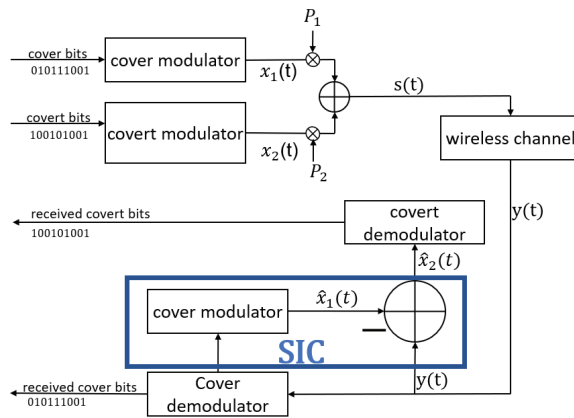 P₁
cover bits
010111001
cover modulator
x₁(t)
s(t)
covert bits
100101001
covert modulator
x₂(t)
P₂
wireless channel
y(t)
received covert bits
100101001
covert
demodulator
x̂₂(t)
cover modulator
x̂₁(t)
SIC
received cover bits
010111001
Cover
demodulator
y(t)